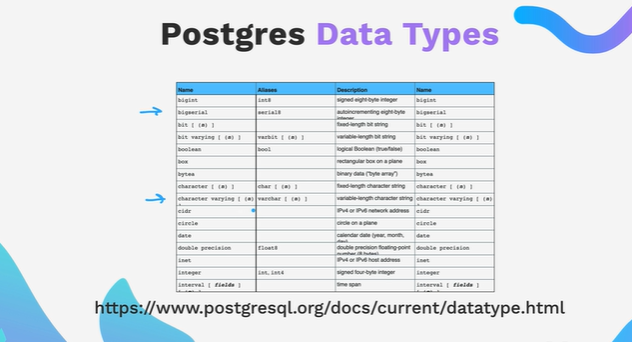 Postgres Data Types
Name Aliases Description Name
bigint int8 signed eight-byte integer bigint
bigserial serial8 autoincrementing eight-byte bigserial
bit [ (n) ] fixed-length bit string bit [ (n) ]
bit varying [ (n) ] varbit [ (n) ] variable-length bit string bit varying [ (n) ]
boolean bool logical Boolean (true/false) boolean
box rectangular box on a plane box
bytea binary data ("byte array") bytea
character [ (n) ] char [ (n) ] fixed-length character string character [ (n) ]
character varying [ (n) varchar [ (n) ] variable-length character string character varying [ (n)
cidr IPv4 or IPv6 network address cidr
circle circle on a plane circle
date calendar date (year, month, date
double precision float8 double precision floating-point double precision
inet IPv4 or IPv6 host address inet
integer int, int4 signed four-byte integer integer
interval [ fields ] time span interval [ fields ]
https://www.postgresql.org/docs/current/datatype.html